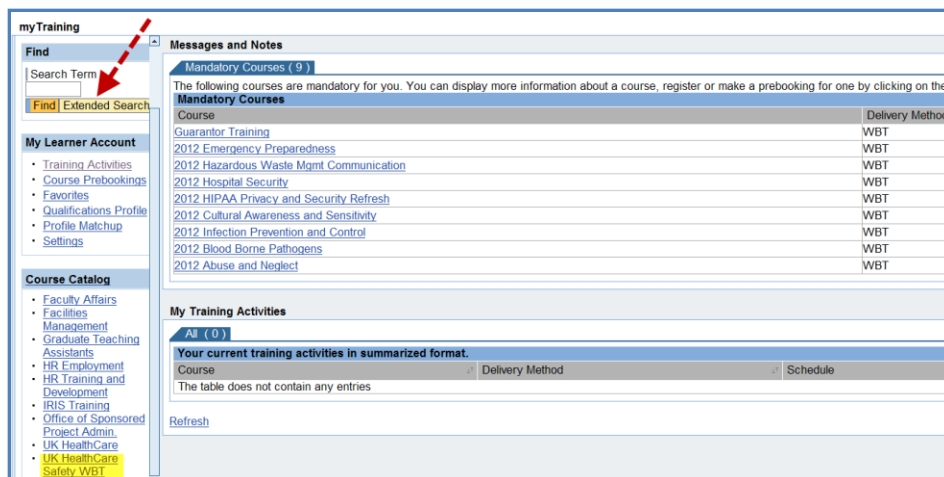 myTraining
Find
Search Term
Find Extended Search
My Learner Account
Training Activities
Course Prebookings
Favorites
Qualifications Profile
Profile Matchup
Settings
Course Catalog
Faculty Affairs
Facilities
Management
Graduate Teaching
Assistants
HR Employment
HR Training and
Development
IRIS Training
Office of Sponsored
Project Admin.
UK HealthCare
UK HealthCare
Safety WBT
Messages and Notes
Mandatory Courses ( 9 )
The following courses are mandatory for you. You can display more information about a course, register or make a prebooking for one by clicking on the
Mandatory Courses
Course Delivery Method
Guarantor Training WBT
2012 Emergency Preparedness WBT
2012 Hazardous Waste Mgmt Communication WBT
2012 Hospital Security WBT
2012 HIPAA Privacy and Security Refresh WBT
2012 Cultural Awareness and Sensitivity WBT
2012 Infection Prevention and Control WBT
2012 Blood Borne Pathogens WBT
2012 Abuse and Neglect WBT
My Training Activities
All ( 0 )
Your current training activities in summarized format.
Course Delivery Method Schedule
The table does not contain any entries
Refresh